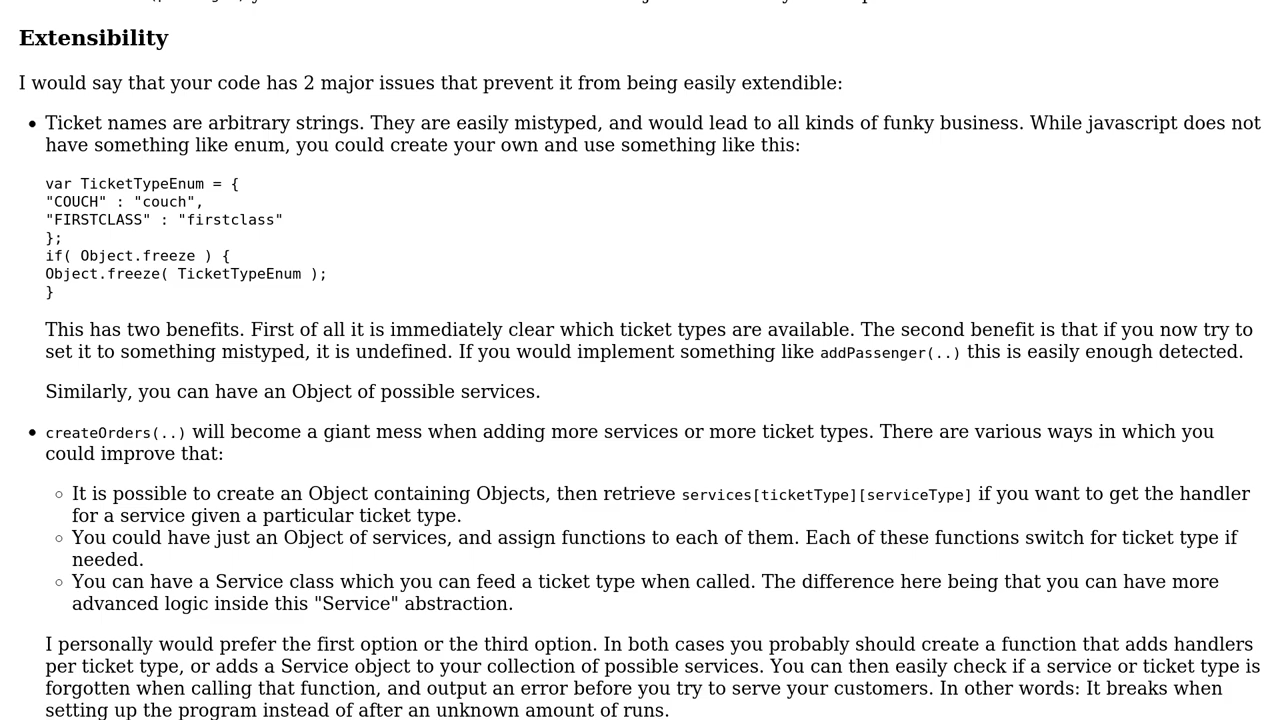 Extensibility
I would say that your code has 2 major issues that prevent it from being easily extendible:
• Ticket names are arbitrary strings. They are easily mistyped, and would lead to all kinds of funky business. While javascript does not
have something like enum, you could create your own and use something like this:
var TicketTypeEnum = {
"COUCH" : "couch",
"FIRSTCLASS" : "firstclass"
};
if( Object.freeze ) {
Object.freeze( TicketTypeEnum );
}
This has two benefits. First of all it is immediately clear which ticket types are available. The second benefit is that if you now try to
set it to something mistyped, it is undefined. If you would implement something like addPassenger(..) this is easily enough detected.
Similarly, you can have an Object of possible services.
• createOrders(..) will become a giant mess when adding more services or more ticket types. There are various ways in which you
could improve that:
◦ It is possible to create an Object containing Objects, then retrieve services[ticketType][serviceType] if you want to get the handler
for a service given a particular ticket type.
◦ You could have just an Object of services, and assign functions to each of them. Each of these functions switch for ticket type if
needed.
◦ You can have a Service class which you can feed a ticket type when called. The difference here being that you can have more
advanced logic inside this "Service" abstraction.
I personally would prefer the first option or the third option. In both cases you probably should create a function that adds handlers
per ticket type, or adds a Service object to your collection of possible services. You can then easily check if a service or ticket type is
forgotten when calling that function, and output an error before you try to serve your customers. In other words: It breaks when
setting up the program instead of after an unknown amount of runs.